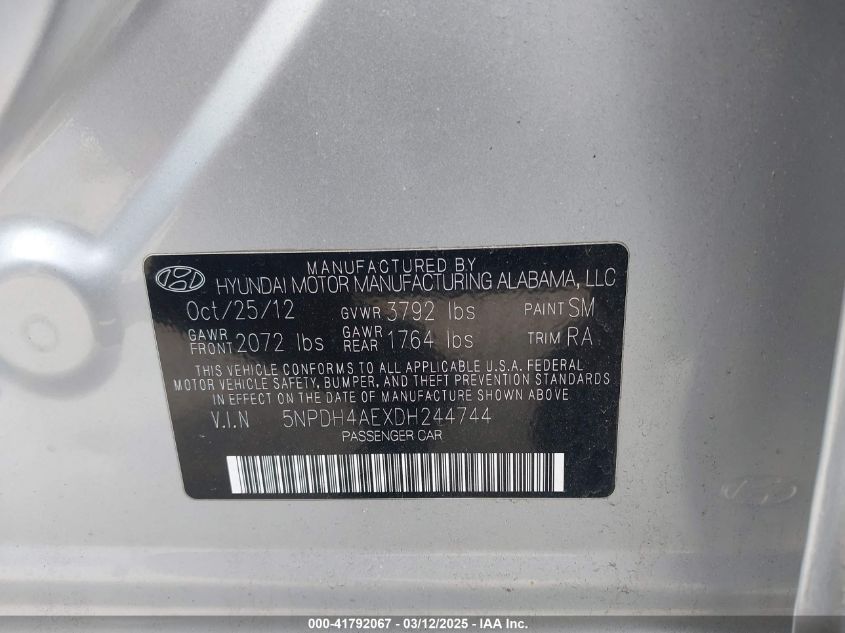 MANUFACTURED BY
HYUNDAI MOTOR MANUFACTURING ALABAMA, LLC
Oct/25/12 GVWR 3792 lbs PAINT SM
GAWR FRONT 2072 lbs GAWR REAR 1764 lbs TRIM RA
THIS VEHICLE CONFORMS TO ALL APPLICABLE U.S.A. FEDERAL
MOTOR VEHICLE SAFETY, BUMPER, AND THEFT PREVENTION STANDARDS
IN EFFECT ON THE DATE OF MANUFACTURE SHOWN ABOVE
V.I.N 5NPDH4AEXDH244744
PASSENGER CAR
000-41792067 - 03/12/2025 - IAA Inc.